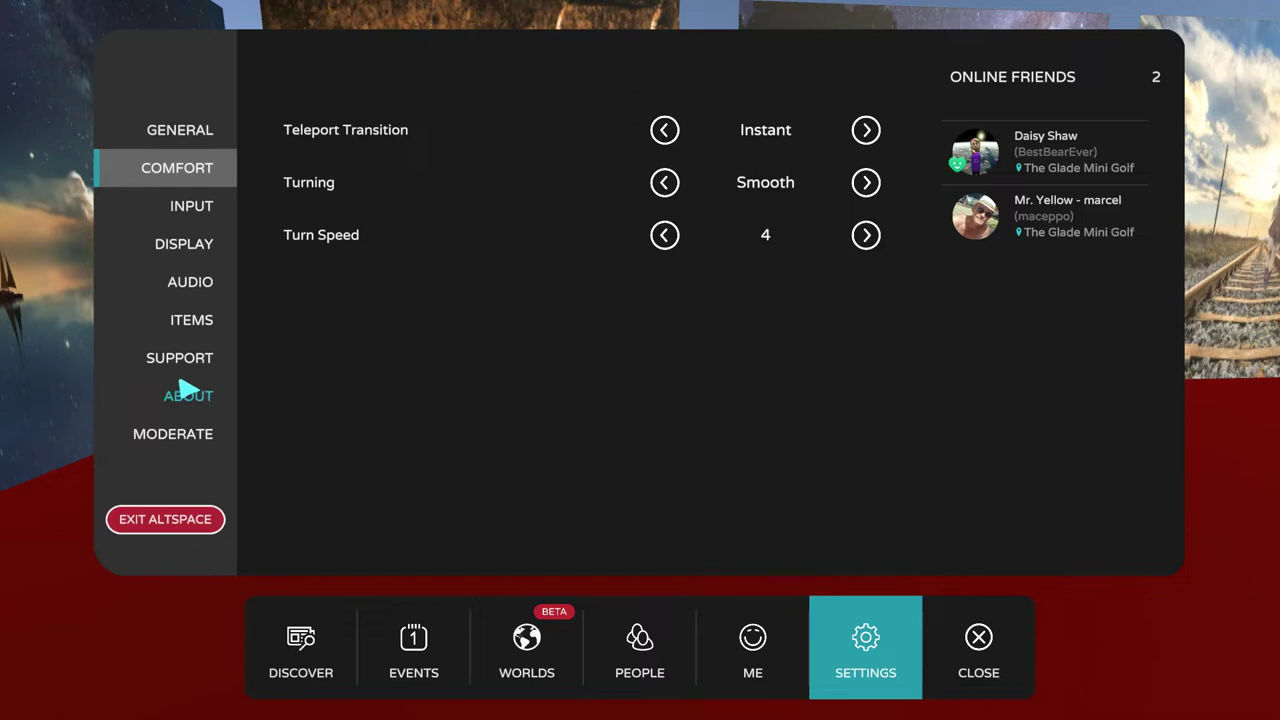 GENERAL
COMFORT
INPUT
DISPLAY
AUDIO
ITEMS
SUPPORT
ABOUT
MODERATE
EXIT ALTSPACE
Teleport Transition
Instant
Turning
Smooth
Turn Speed
4
ONLINE FRIENDS 2
Daisy Shaw
(BestBearEver)
The Glade Mini Golf
Mr. Yellow - marcel
(maceppo)
The Glade Mini Golf
DISCOVER
1
EVENTS
BETA
WORLDS
PEOPLE
ME
SETTINGS
CLOSE